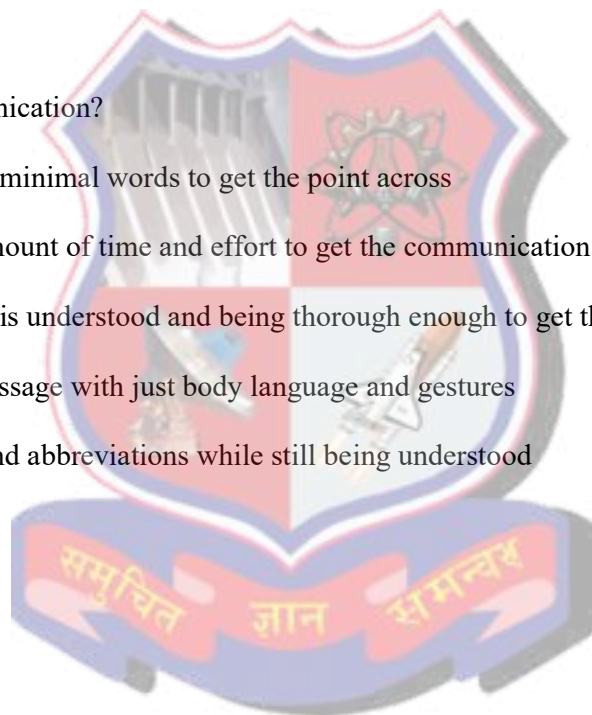 nication?
minimal words to get the point across
nount of time and effort to get the communication
is understood and being thorough enough to get th
ssage with just body language and gestures
nd abbreviations while still being understood
समुचित ज्ञान समन्वय